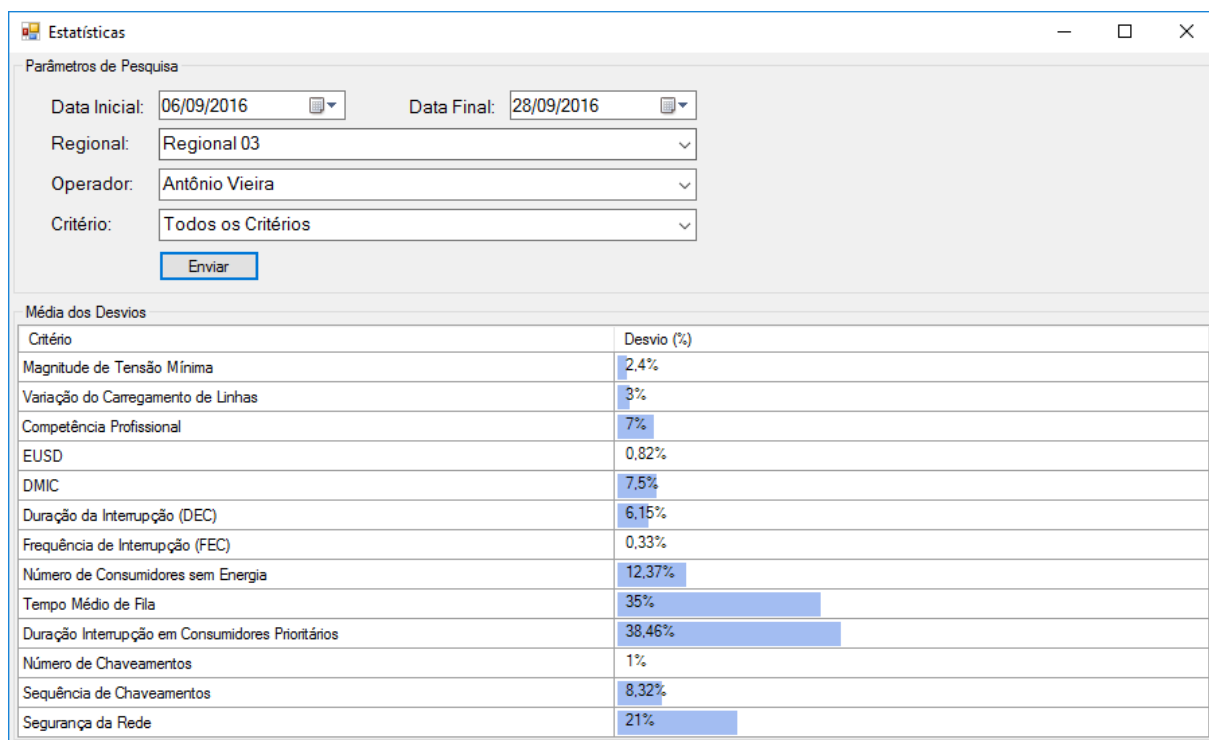 Estatísticas
Parâmetros de Pesquisa
Data Inicial: 06/09/2016 Data Final: 28/09/2016
Regional: Regional 03
Operador: Antônio Vieira
Critério: Todos os Critérios
Enviar
Média dos Desvios
Critério Desvio (%)
Magnitude de Tensão Mínima 2,4%
Variação do Carregamento de Linhas 3%
Competência Profissional 7%
EUSD 0,82%
DMIC 7,5%
Duração da Interrupção (DEC) 6,15%
Frequência de Interrupção (FEC) 0,33%
Número de Consumidores sem Energia 12,37%
Tempo Médio de Fila 35%
Duração Interrupção em Consumidores Prioritários 38,46%
Número de Chaveamentos 1%
Sequência de Chaveamentos 8,32%
Segurança da Rede 21%